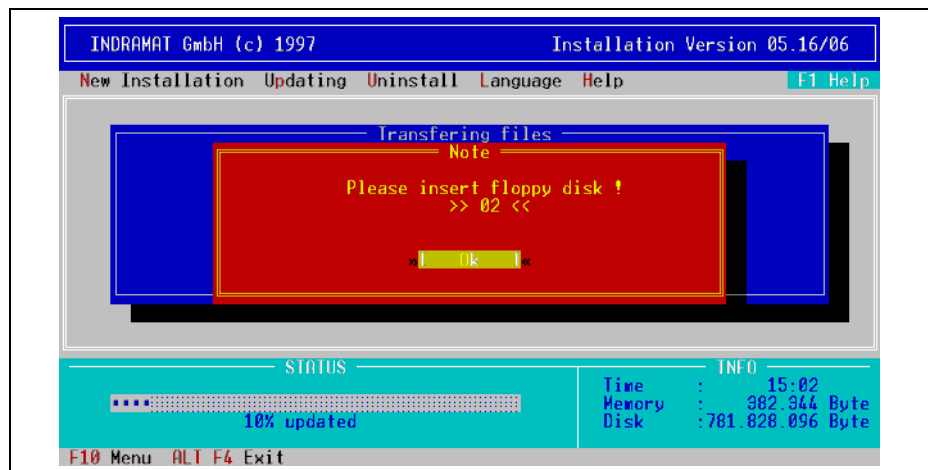 INDRAMAT GmbH (c) 1997 Installation Version 05.16/06
New Installation Updating Uninstall Language Help F1 Help
Transfering files
Note
Please insert floppy disk !
>> 02 <<
Ok
STATUS
INFO
10% updated
Time : 15:02
Memory : 382.344 Byte
Disk :781.828.096 Byte
F10 Menu ALT F4 Exit